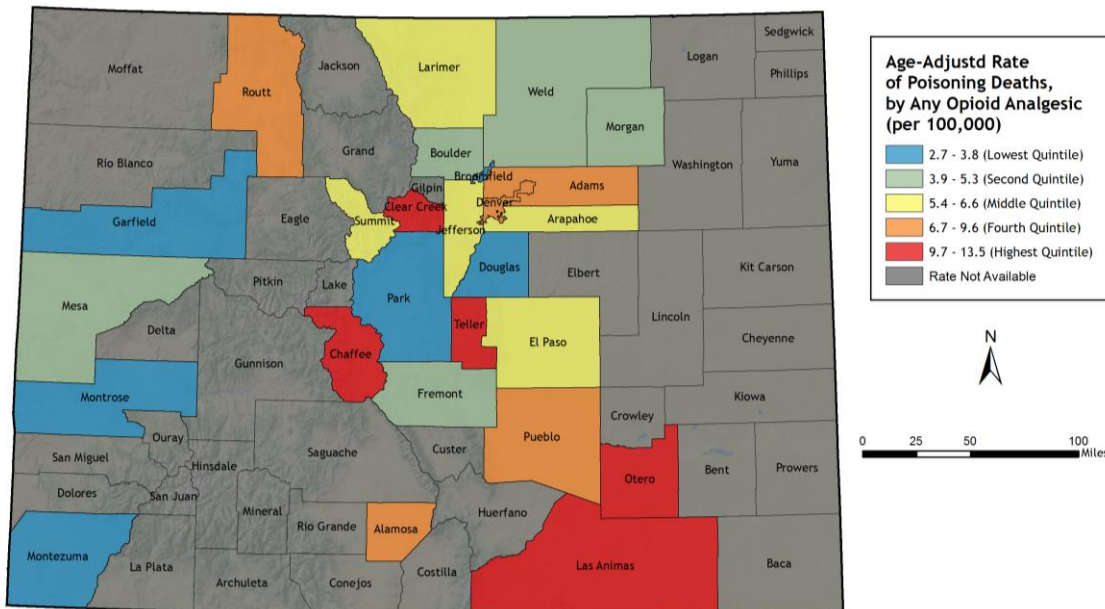 Moffat
Routt
Jackson
Larimer
Weld
Logan
Sedgwick
Phillips
Morgan
Rio Blanco
Grand
Boulder
Washington
Yuma
Broomfield
Gilpin
Clear Creek
Adams
Denver
Garfield
Eagle
Summit
Jefferson
Arapahoe
Douglas
Elbert
Kit Carson
Pitkin
Lake
Park
Mesa
Delta
Teller
Lincoln
Gunnison
Chaffee
El Paso
Cheyenne
Montrose
Fremont
Kiowa
Crowley
Ouray
Pueblo
San Miguel
Hinsdale
Saguache
Custer
Otero
Bent
Prowers
Dolores
San Juan
Mineral
Rio Grande
Alamosa
Huerfano
Montezuma
La Plata
Archuleta
Conejos
Costilla
Las Animas
Baca
Age-Adjustd Rate
of Poisoning Deaths,
by Any Opioid Analgesic
(per 100,000)
2.7 - 3.8 (Lowest Quintile)
3.9 - 5.3 (Second Quintile)
5.4 - 6.6 (Middle Quintile)
6.7 - 9.6 (Fourth Quintile)
9.7 - 13.5 (Highest Quintile)
Rate Not Available
N
0 25 50 100
Miles